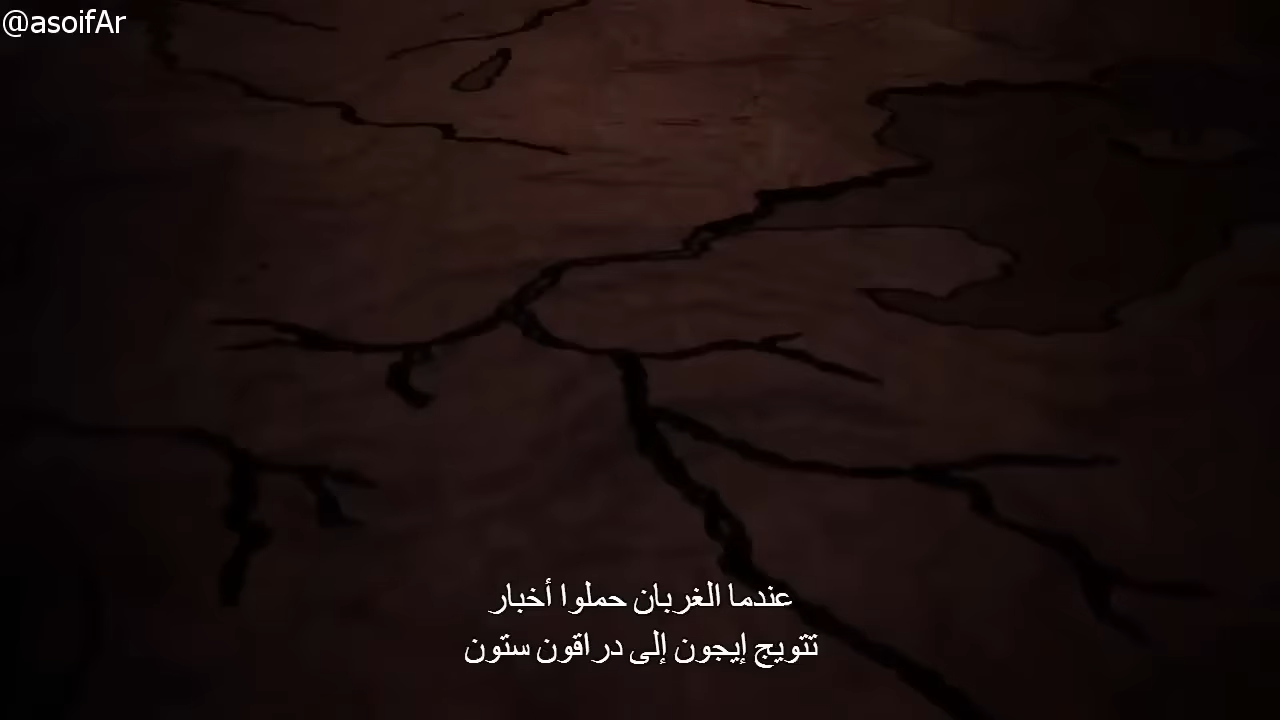 @asoifAr
عندما الغربان حملوا أخبار
تتويج إيجون إلى دراقون ستون